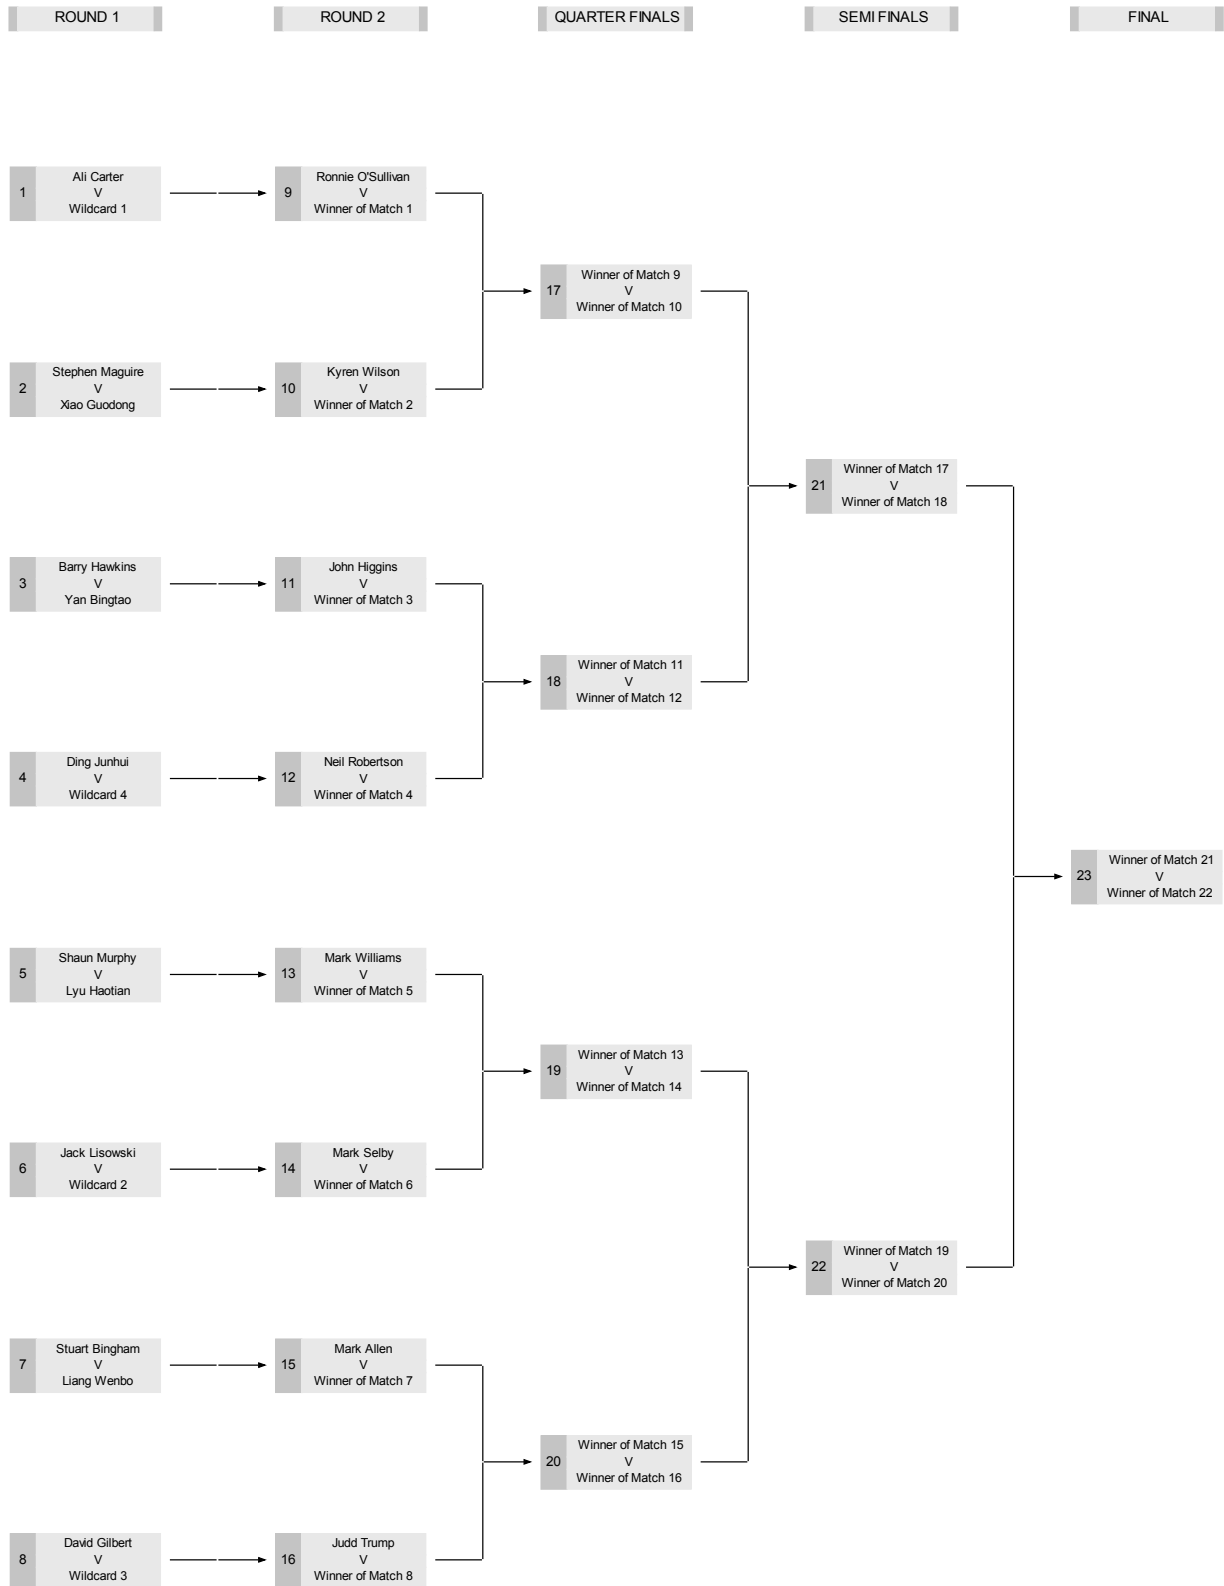 ROUND 1
ROUND 2
QUARTER FINALS
SEMI FINALS
FINAL
1
Ali Carter
V
Wildcard 1
9
Ronnie O'Sullivan
V
Winner of Match 1
17
Winner of Match 9
V
Winner of Match 10
2
Stephen Maguire
V
Xiao Guodong
10
Kyren Wilson
V
Winner of Match 2
21
Winner of Match 17
V
Winner of Match 18
3
Barry Hawkins
V
Yan Bingtao
11
John Higgins
V
Winner of Match 3
18
Winner of Match 11
V
Winner of Match 12
4
Ding Junhui
V
Wildcard 4
12
Neil Robertson
V
Winner of Match 4
23
Winner of Match 21
V
Winner of Match 22
5
Shaun Murphy
V
Lyu Haotian
13
Mark Williams
V
Winner of Match 5
19
Winner of Match 13
V
Winner of Match 14
6
Jack Lisowski
V
Wildcard 2
14
Mark Selby
V
Winner of Match 6
22
Winner of Match 19
V
Winner of Match 20
7
Stuart Bingham
V
Liang Wenbo
15
Mark Allen
V
Winner of Match 7
20
Winner of Match 15
V
Winner of Match 16
8
David Gilbert
V
Wildcard 3
16
Judd Trump
V
Winner of Match 8